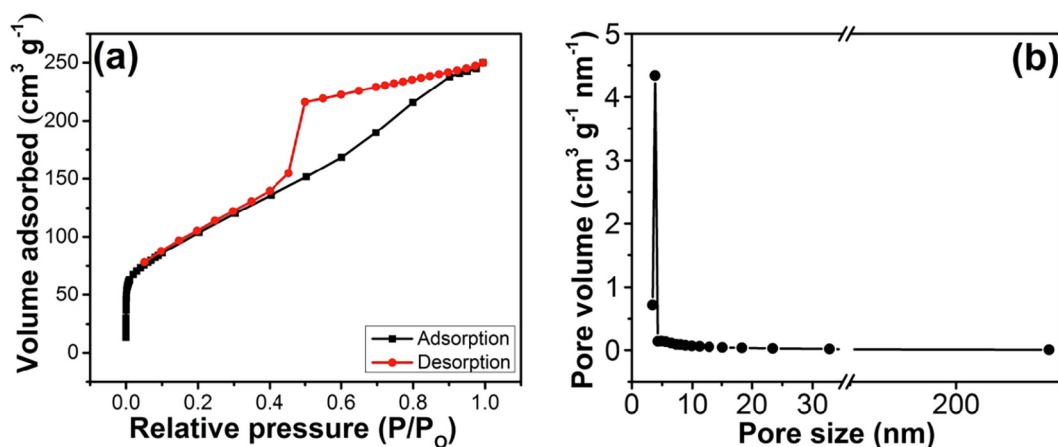 (a)
Volume adsorbed (cm³ g⁻¹)
250
200
150
100
50
0
0.0 0.2 0.4 0.6 0.8 1.0
Relative pressure (P/P₀)
Adsorption
Desorption
(b)
Pore volume (cm³ g⁻¹ nm⁻¹)
5
4
3
2
1
0
0 10 20 30 200
Pore size (nm)